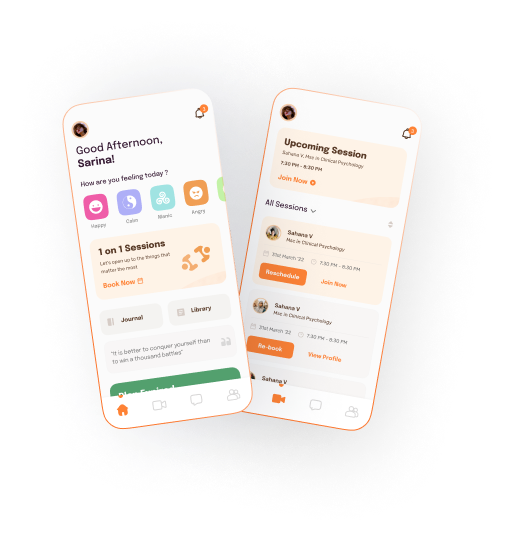 Good Afternoon,
Sarina!
How are you feeling today ?
Happy
Calm
Manic
Angry
1 on 1 Sessions
Let's open up to the things that
matter the most
Book Now
Journal
Library
"It is better to conquer yourself than
to win a thousand battles"
Upcoming Session
Sahana V, Msc in Clinical Psychology
7:30 PM - 8:30 PM
Join Now
All Sessions
Sahana V
Msc in Clinical Psychology
31st March '22
7:30 PM - 8:30 PM
Reschedule
Join Now
Sahana V
Msc in Clinical Psychology
31st March '22
7:30 PM - 8:30 PM
Re-book
View Profile
Sahana V